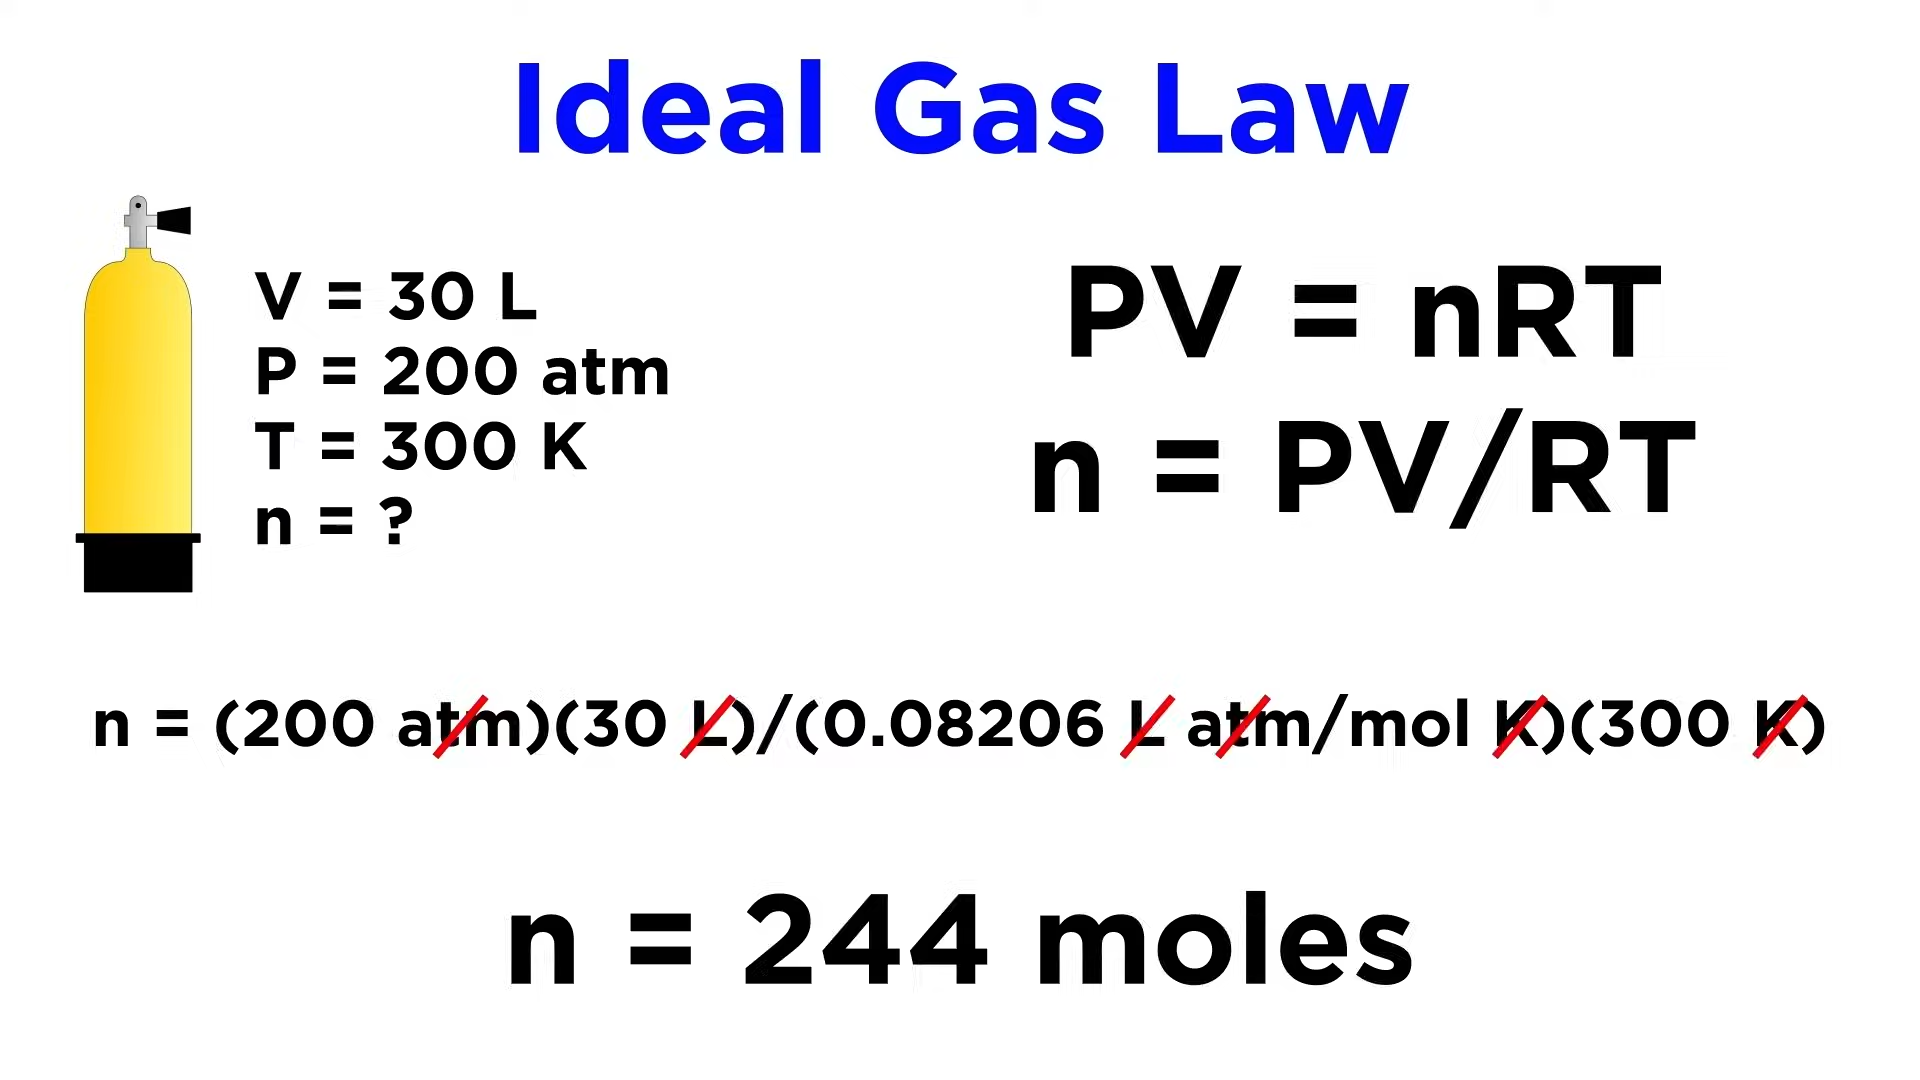 Ideal Gas Law
V = 30 L
P = 200 atm
T = 300 K
n = ?
PV = nRT
n = PV/RT
n = (200 atm)(30 L)/(0.08206 L atm/mol K)(300 K)
n = 244 moles